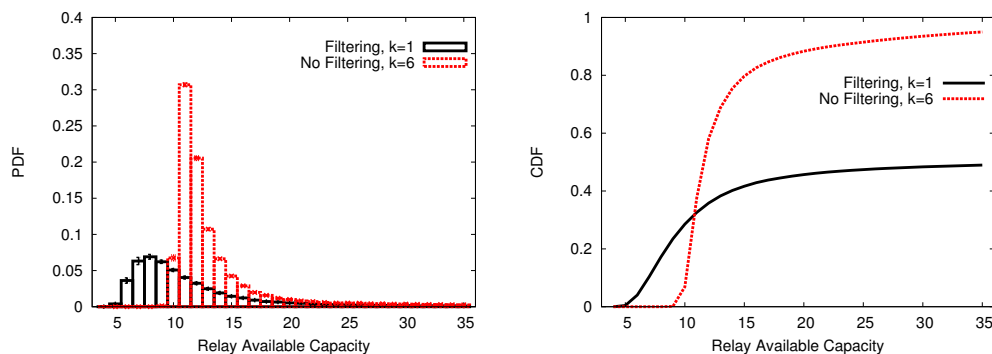 0.4
0.35
0.3
0.25
0.2
0.15
0.1
0.05
0
PDF
Filtering, k=1
No Filtering, k=6
5 10 15 20 25 30 35
Relay Available Capacity
1
0.8
0.6
0.4
0.2
0
CDF
Filtering, k=1
No Filtering, k=6
5 10 15 20 25 30 35
Relay Available Capacity